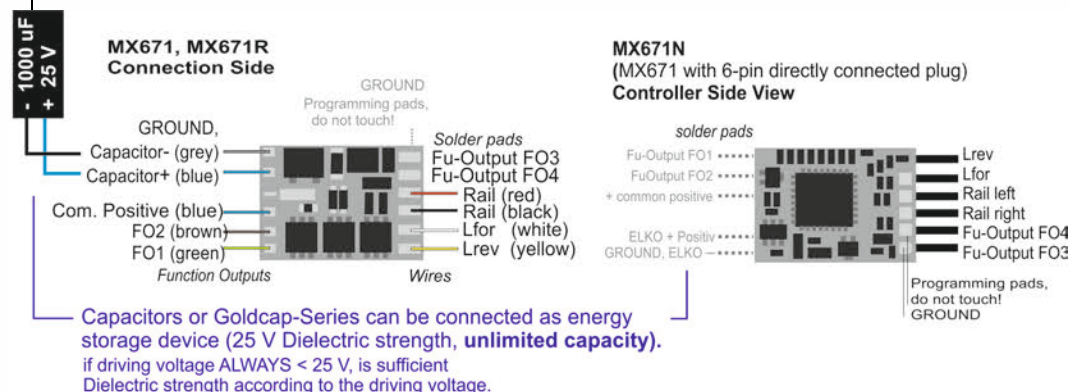 - 1000 uF
+ 25 V
MX671, MX671R
Connection Side
GROUND
Programming pads,
do not touch!
GROUND,
Capacitor- (grey)
Capacitor+ (blue)
Com. Positive (blue)
FO2 (brown)
FO1 (green)
Function Outputs
Solder pads
Fu-Output FO3
Fu-Output FO4
Rail (red)
Rail (black)
Lfor (white)
Lrev (yellow)
Wires
MX671N
(MX671 with 6-pin directly connected plug)
Controller Side View
solder pads
Fu-Output FO1
FuOutput FO2
+ common positive
ELKO + Positiv
GROUND, ELKO –
Lrev
Lfor
Rail left
Rail right
Fu-Output FO4
Fu-Output FO3
Programming pads,
do not touch!
GROUND
Capacitors or Goldcap-Series can be connected as energy
storage device (25 V Dielectric strength, unlimited capacity).
if driving voltage ALWAYS < 25 V, is sufficient
Dielectric strength according to the driving voltage.